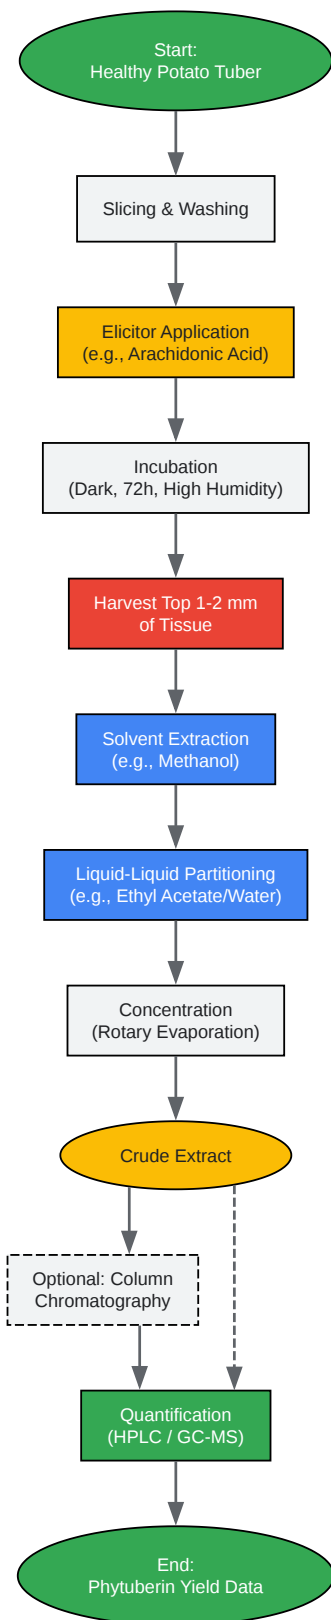 Start:
Healthy Potato Tuber
Slicing & Washing
Elicitor Application
(e.g., Arachidonic Acid)
Incubation
(Dark, 72h, High Humidity)
Harvest Top 1-2 mm
of Tissue
Solvent Extraction
(e.g., Methanol)
Liquid-Liquid Partitioning
(e.g., Ethyl Acetate/Water)
Concentration
(Rotary Evaporation)
Crude Extract
Optional: Column
Chromatography
Quantification
(HPLC / GC-MS)
End:
Phytuberin Yield Data